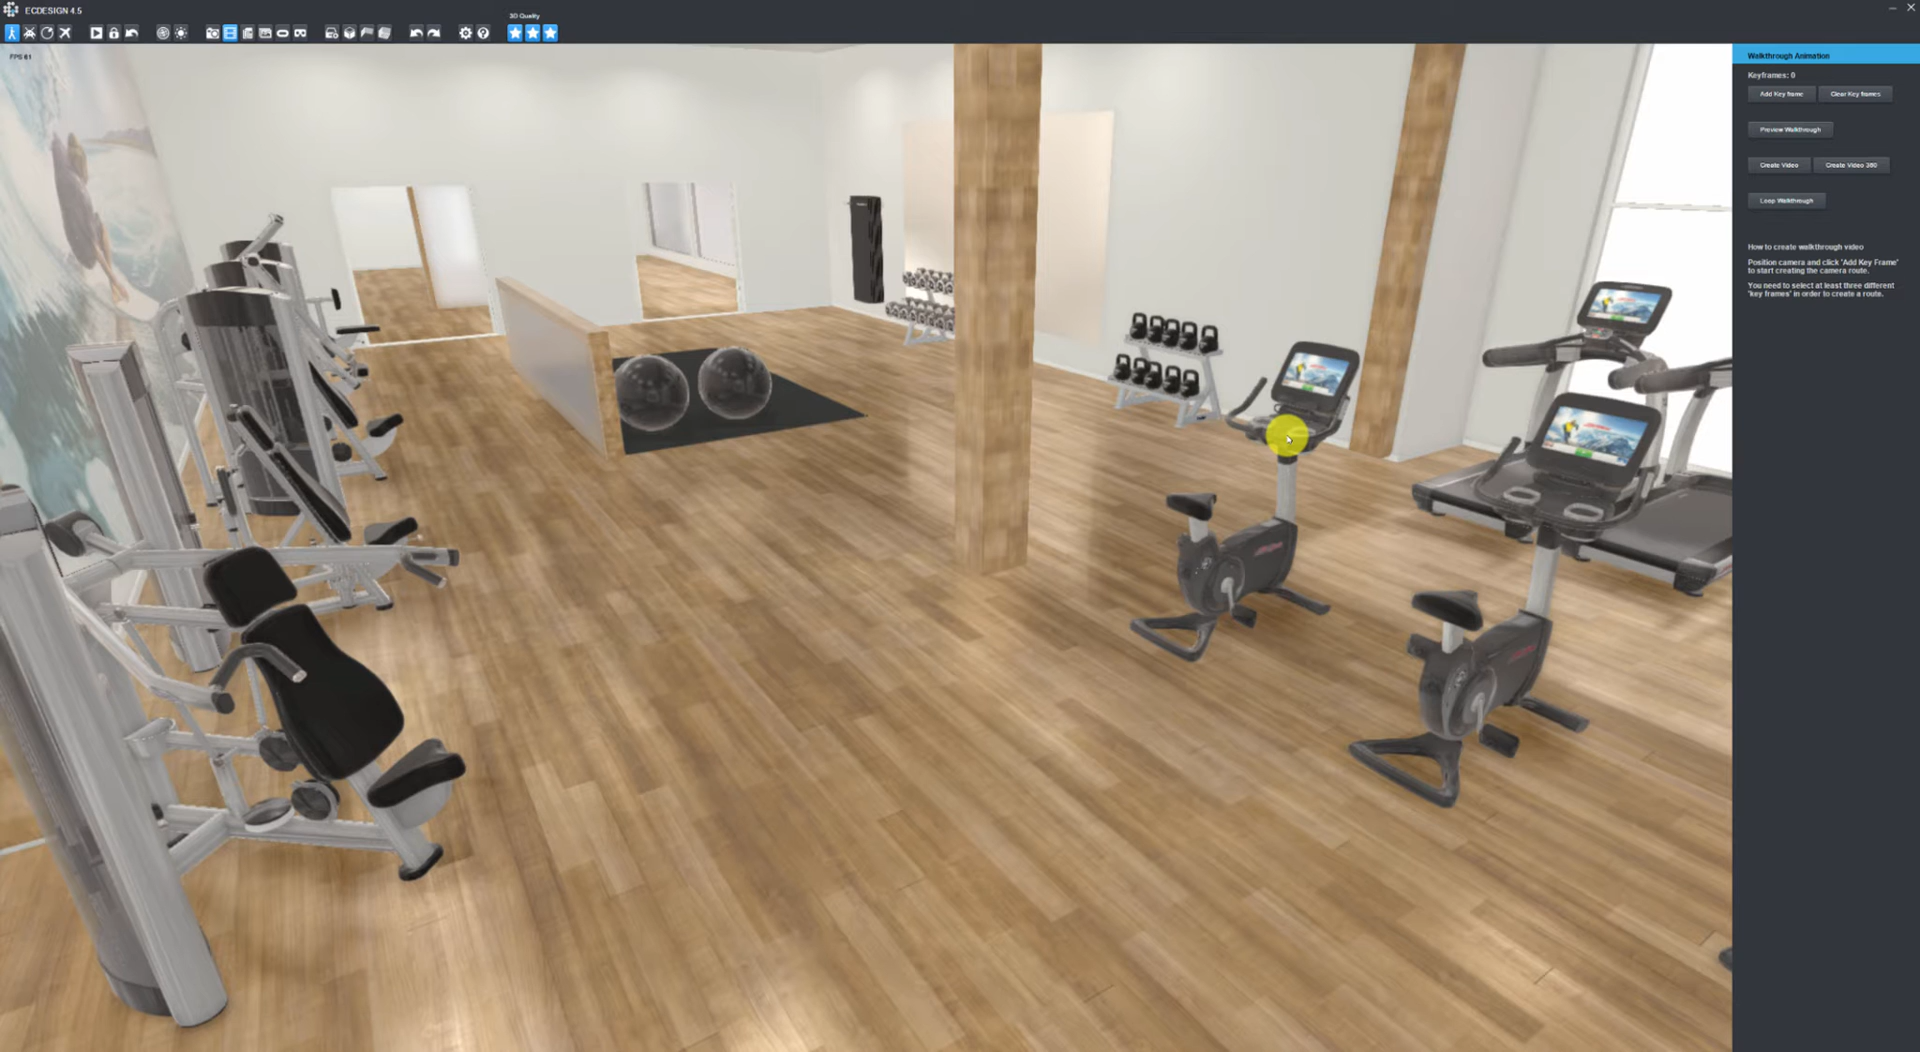 ECDESIGN 4.5
3D Quality
FPS 61
Walkthrough Animation
Keyframes: 0
Add Key frame
Clear Key frames
Preview Walkthrough
Create Video
Create Video 360
Loop Walkthrough
How to create walkthrough video
Position camera and click 'Add Key Frame'
to start creating the camera route.
You need to select at least three different
'key frames' in order to create a route.